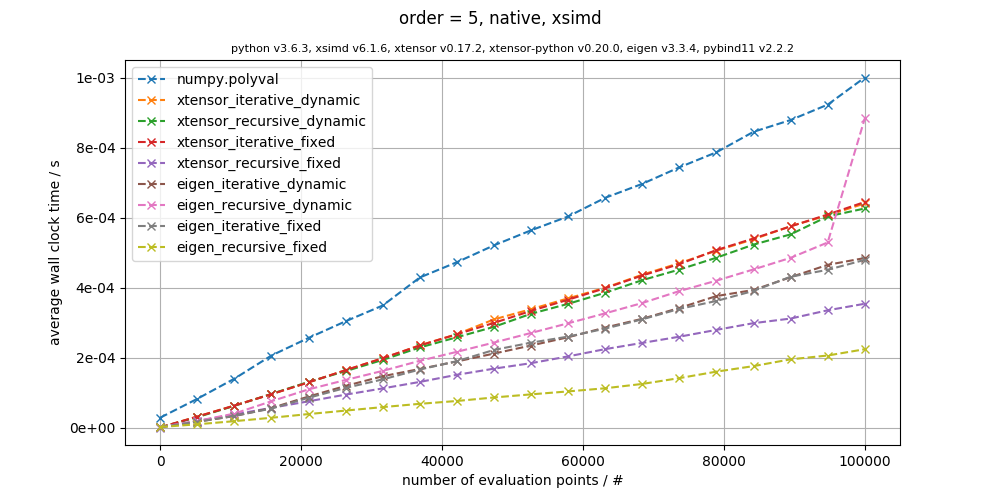 order = 5, native, xsimd
python v3.6.3, xsimd v6.1.6, xtensor v0.17.2, xtensor-python v0.20.0, eigen v3.3.4, pybind11 v2.2.2
numpy.polyval
xtensor_iterative_dynamic
xtensor_recursive_dynamic
xtensor_iterative_fixed
xtensor_recursive_fixed
eigen_iterative_dynamic
eigen_recursive_dynamic
eigen_iterative_fixed
eigen_recursive_fixed
average wall clock time / s
1e-03
8e-04
6e-04
4e-04
2e-04
0e+00
0 20000 40000 60000 80000 100000
number of evaluation points / #